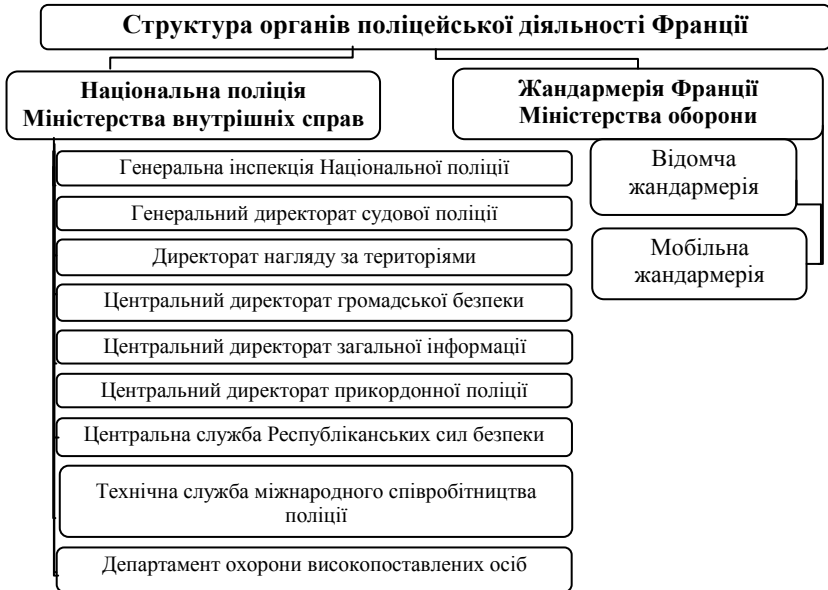 Структура органів поліцейської діяльності Франції
Національна поліція
Міністерства внутрішніх справ
Генеральна інспекція Національної поліції
Генеральний директорат судової поліції
Директорат нагляду за територіями
Центральний директорат громадської безпеки
Центральний директорат загальної інформації
Центральний директорат прикордонної поліції
Центральна служба Республіканських сил безпеки
Технічна служба міжнародного співробітництва
поліції
Департамент охорони високопоставлених осіб
Жандармерія Франції
Міністерства оборони
Відомча
жандармерія
Мобільна
жандармерія